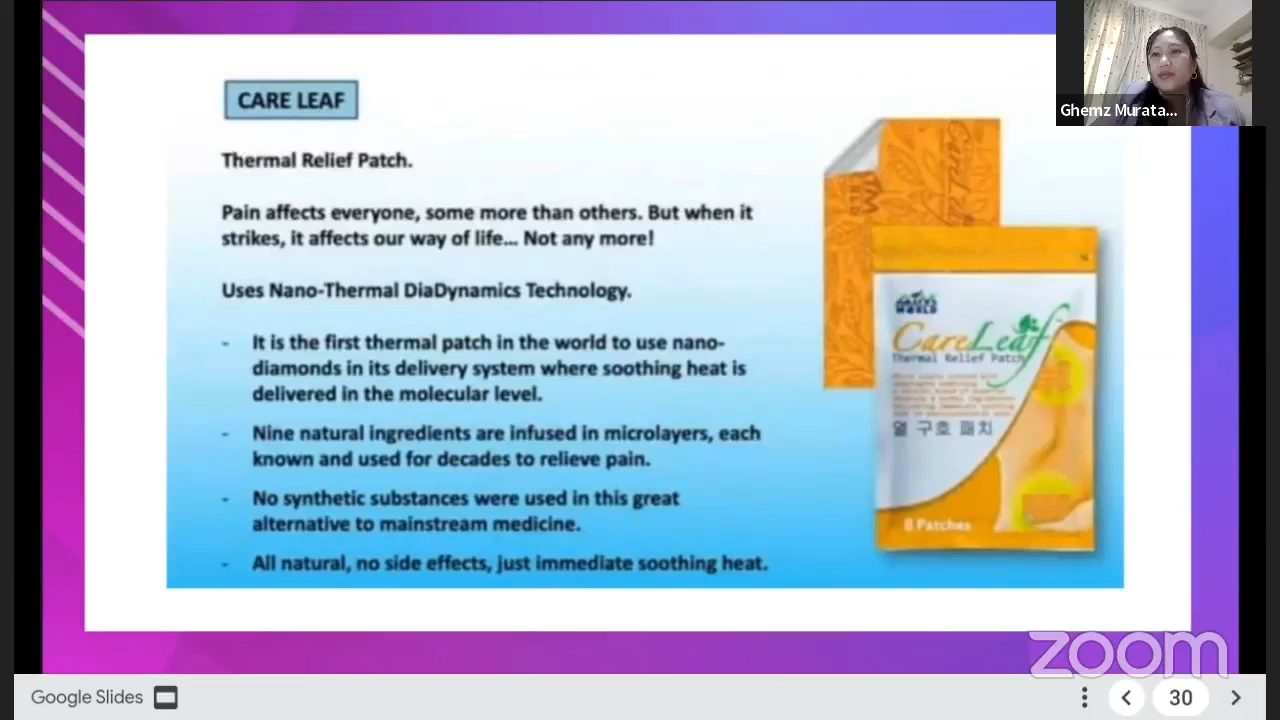 CARE LEAF
Thermal Relief Patch.
Pain affects everyone, some more than others. But when it
strikes, it affects our way of life... Not any more!
Uses Nano-Thermal DiaDynamics Technology.
- It is the first thermal patch in the world to use nano-
diamonds in its delivery system where soothing heat is
delivered in the molecular level.
- Nine natural ingredients are infused in microlayers, each
known and used for decades to relieve pain.
- No synthetic substances were used in this great
alternative to mainstream medicine.
- All natural, no side effects, just immediate soothing heat.
WORLD
CareLeaf
Thermal Relief Patch
열 구호 패치
8 Patches
Ghemz Murata...
zoom
Google Slides
30